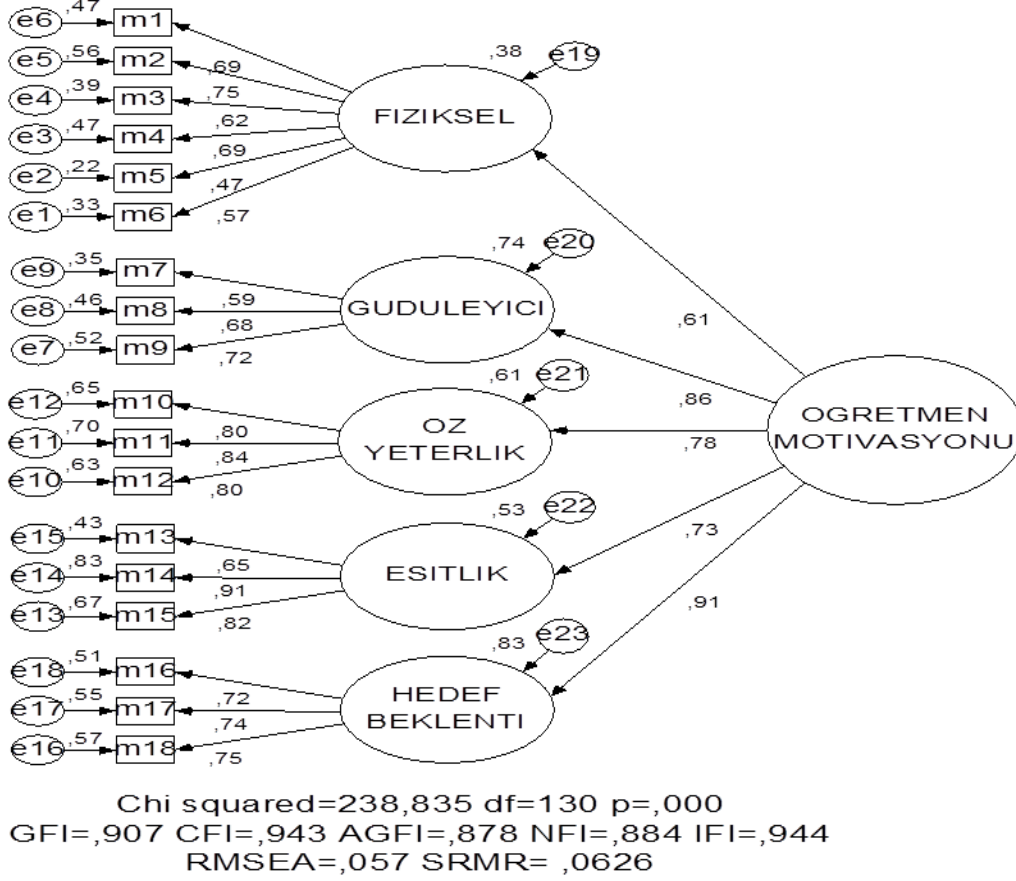 e6 ,47 m1
e5 ,56 m2 ,69
e4 ,39 m3 ,75
e3 ,47 m4 ,62
e2 ,22 m5 ,69
e1 ,33 m6 ,47
,57
,38 e19
FIZIKSEL
e9 ,35 m7
e8 ,46 m8 ,59
e7 ,52 m9 ,68
,72
,74 e20
GUDULEYICI
e12 ,65 m10
e11 ,70 m11 ,80
e10 ,63 m12 ,84
,80
,61 e21
OZ
YETERLIK
e15 ,43 m13
e14 ,83 m14 ,65
e13 ,67 m15 ,91
,82
,53 e22
ESITLIK
e18 ,51 m16
e17 ,55 m17 ,72
e16 ,57 m18 ,74
,75
,83 e23
HEDEF
BEKLENTI
,61
,86
,78
,73
,91
OGRETMEN
MOTIVASYONU
Chi squared=238,835 df=130 p=,000
GFI=,907 CFI=,943 AGFI=,878 NFI=,884 IFI=,944
RMSEA=,057 SRMR= ,0626